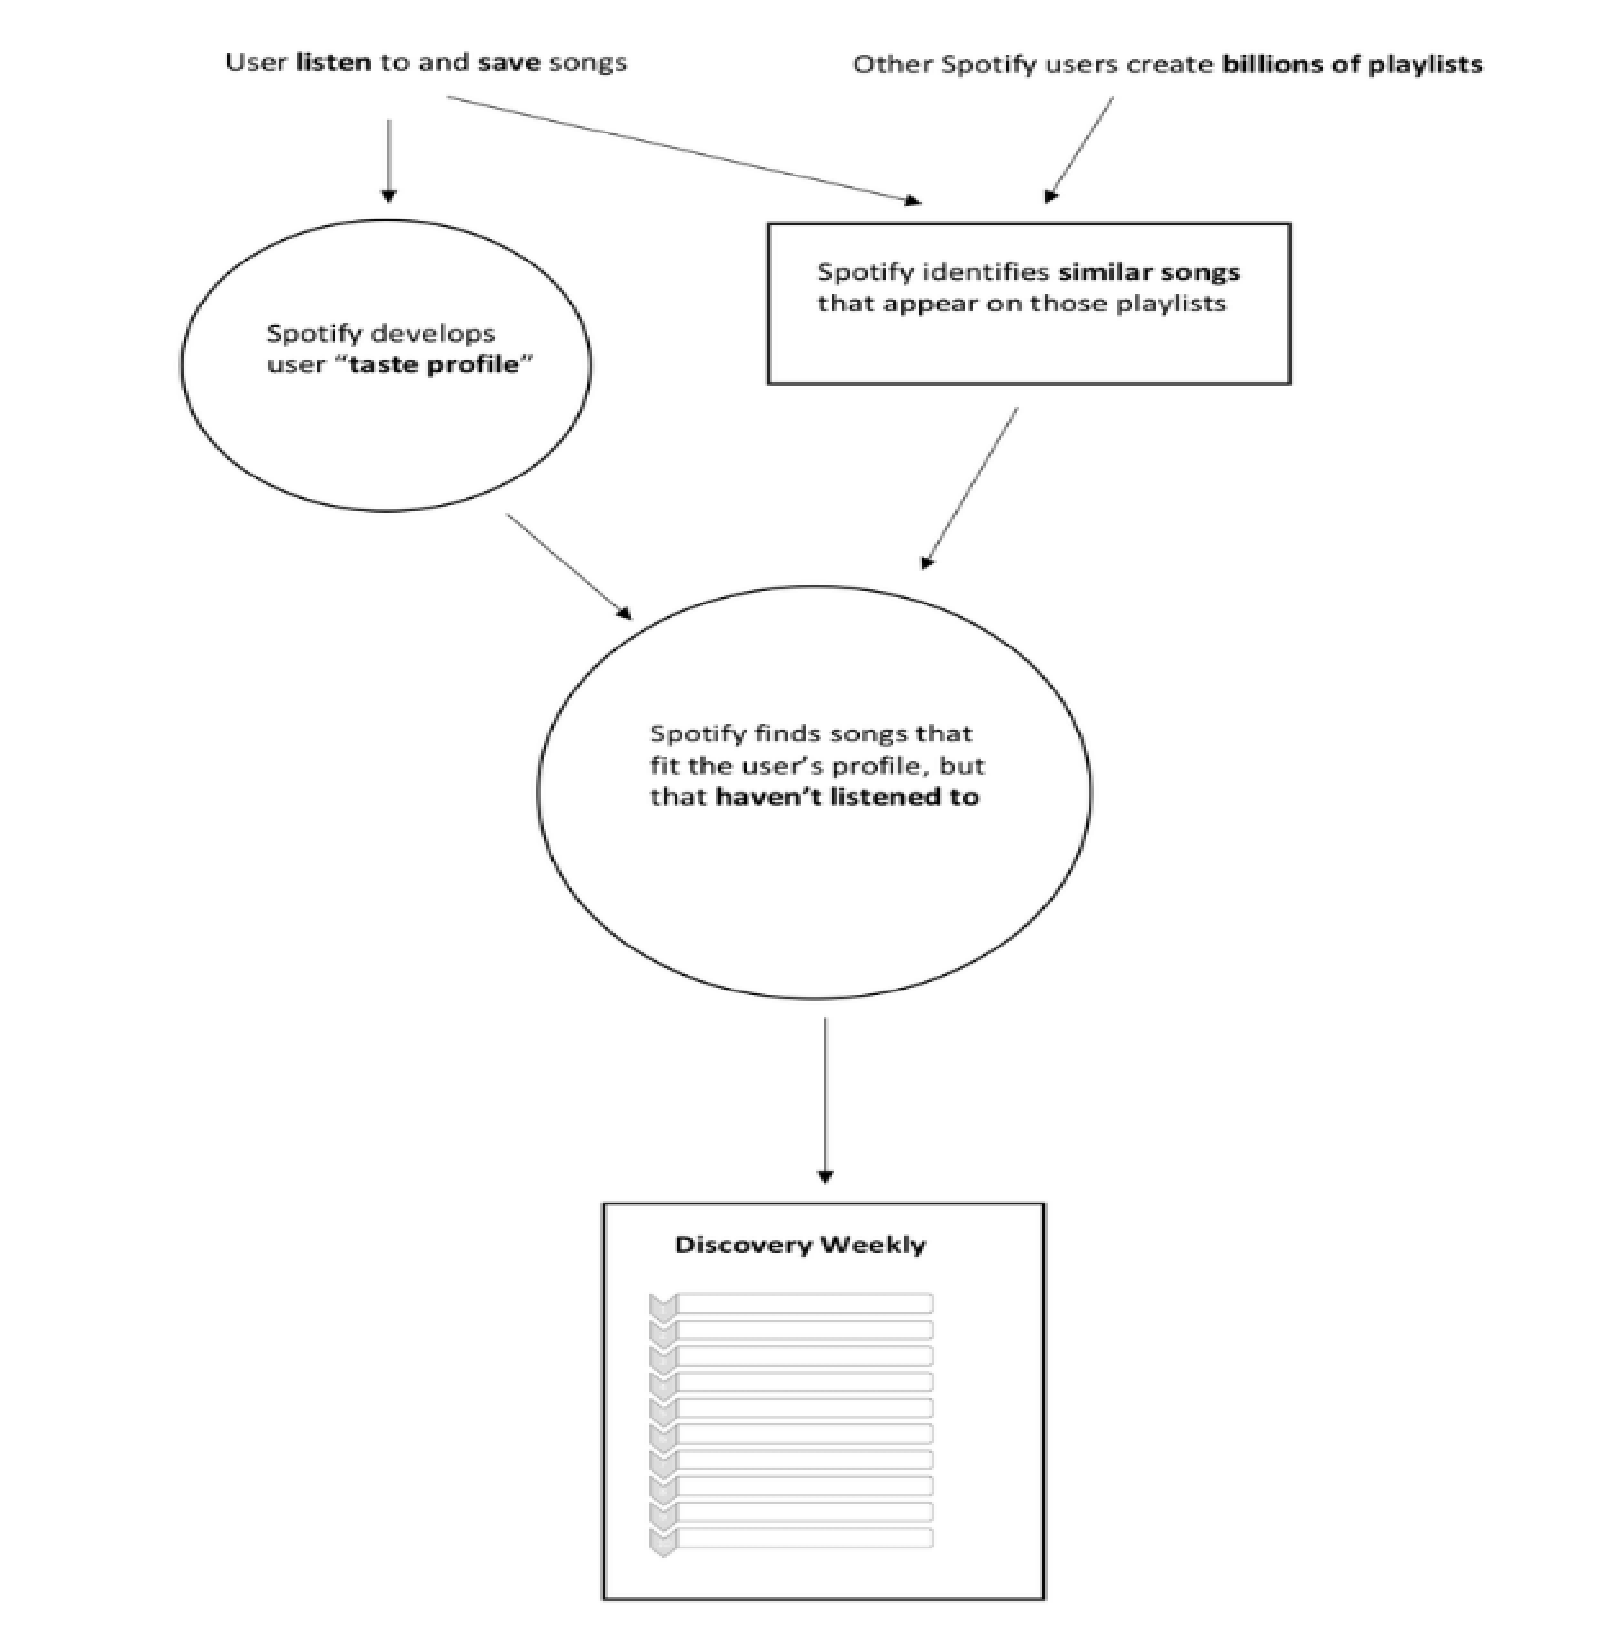 User listen to and save songs
Other Spotify users create billions of playlists
Spotify develops
user “taste profile”
Spotify identifies similar songs
that appear on those playlists
Spotify finds songs that
fit the user’s profile, but
that haven’t listened to
Discovery Weekly